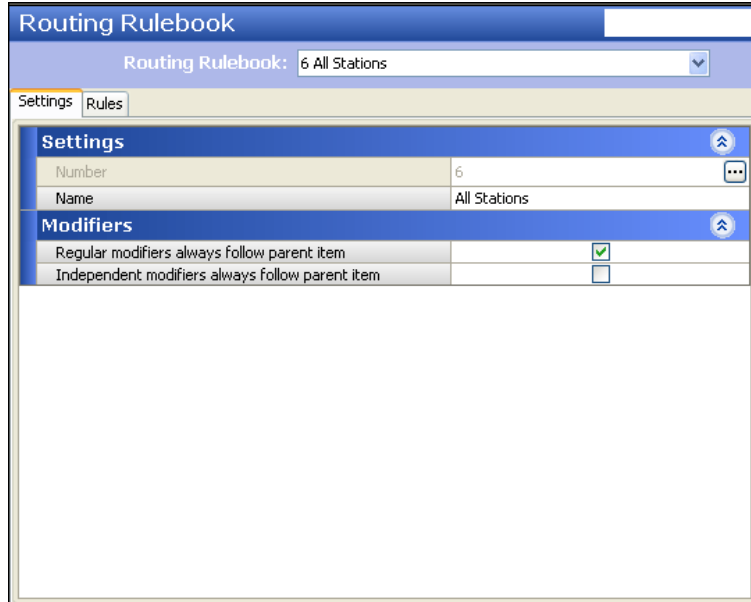 Routing Rulebook
Routing Rulebook: 6 All Stations
Settings Rules
Settings
Number 6
Name All Stations
Modifiers
Regular modifiers always follow parent item
Independent modifiers always follow parent item